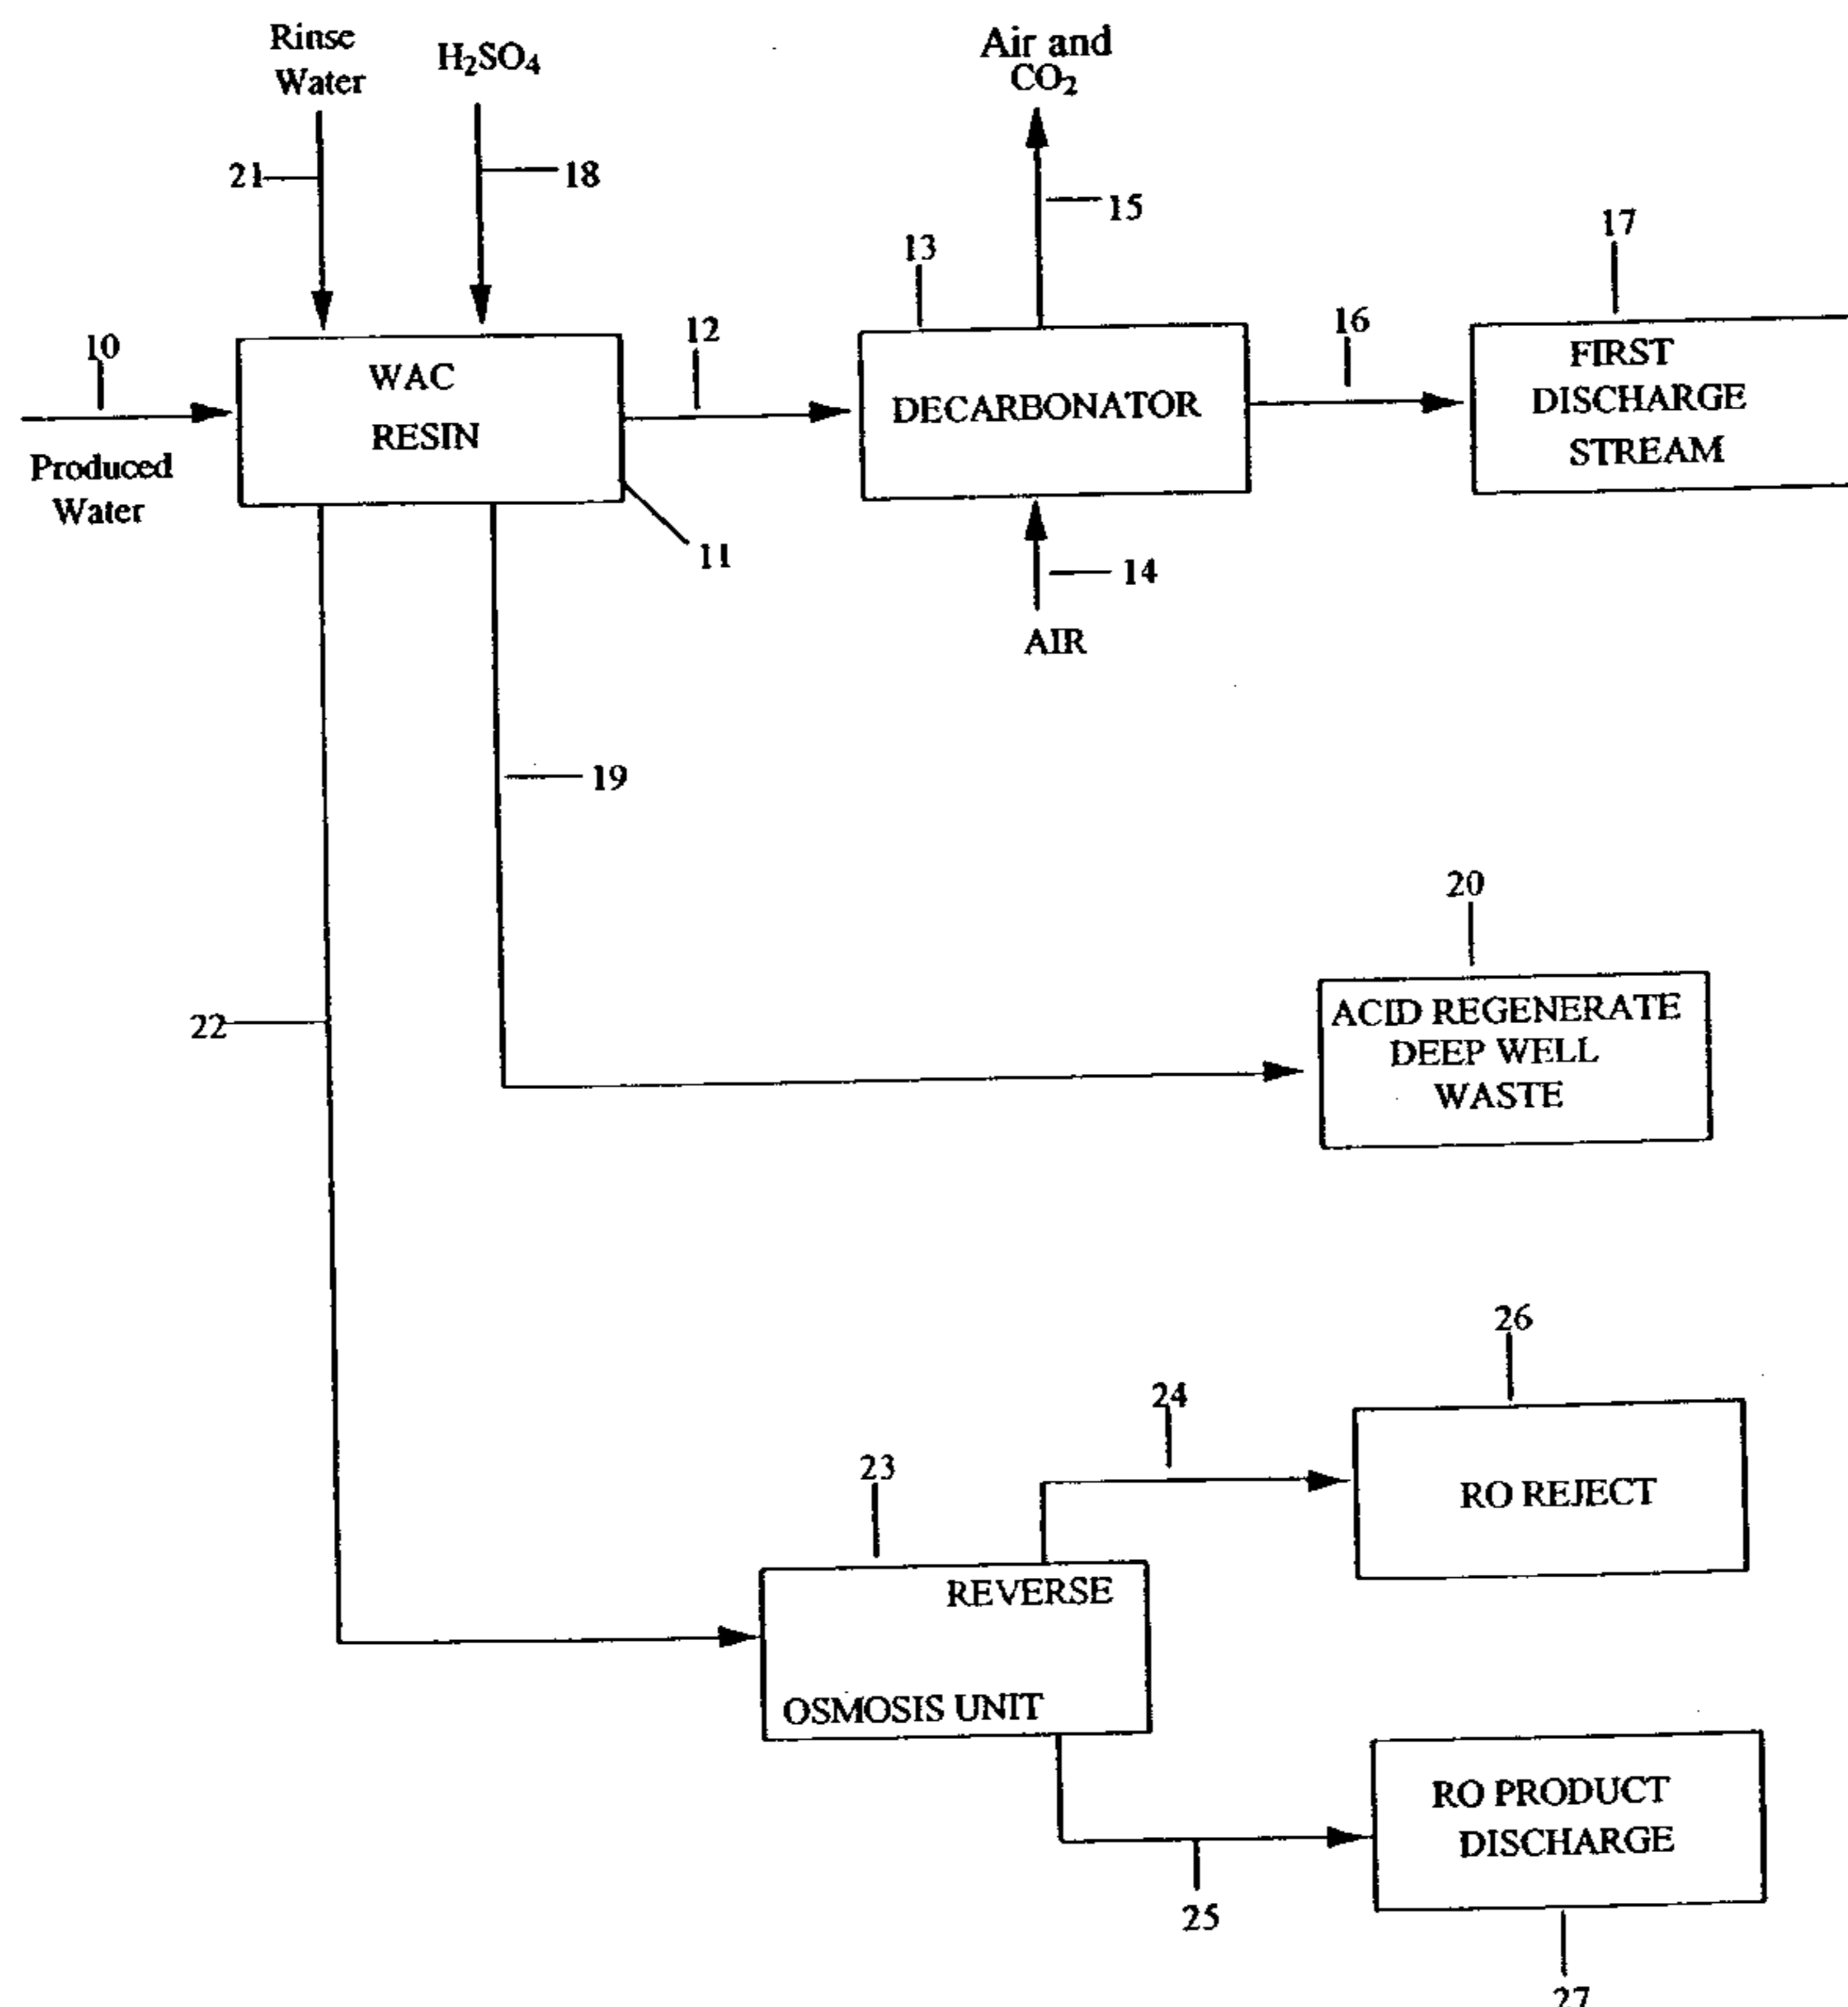 Rinse
Water
H₂SO₄
Air and
CO₂
21
18
15
13
17
10
12
16
WAC
RESIN
DECARBONATOR
FIRST
DISCHARGE
STREAM
Produced
Water
11
14
AIR
19
20
ACID REGENERATE
DEEP WELL
WASTE
22
26
24
23
RO REJECT
REVERSE
OSMOSIS UNIT
RO PRODUCT
DISCHARGE
25
27